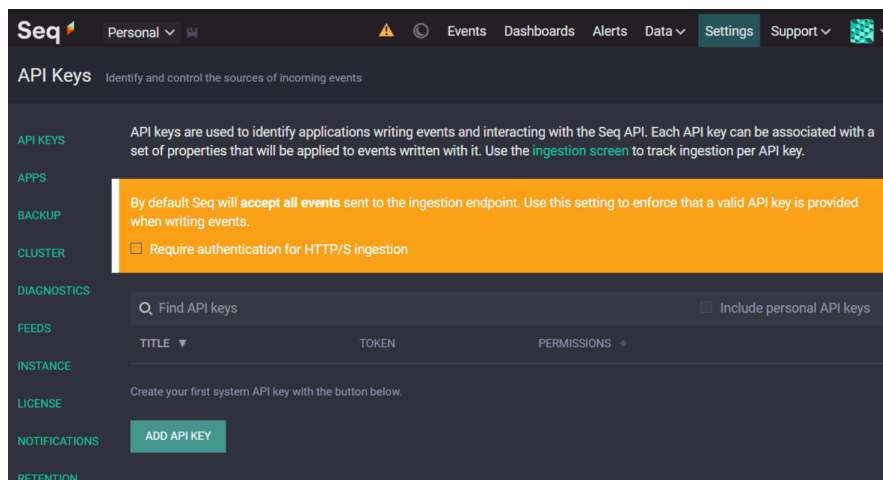 Seq Personal Events Dashboards Alerts Data Settings Support
API Keys Identify and control the sources of incoming events
API KEYS
APPS
BACKUP
CLUSTER
DIAGNOSTICS
FEEDS
INSTANCE
LICENSE
NOTIFICATIONS
RETENTION
API keys are used to identify applications writing events and interacting with the Seq API. Each API key can be associated with a
set of properties that will be applied to events written with it. Use the ingestion screen to track ingestion per API key.
By default Seq will accept all events sent to the ingestion endpoint. Use this setting to enforce that a valid API key is provided
when writing events.
Require authentication for HTTP/S ingestion
Find API keys Include personal API keys
TITLE TOKEN PERMISSIONS
Create your first system API key with the button below.
ADD API KEY